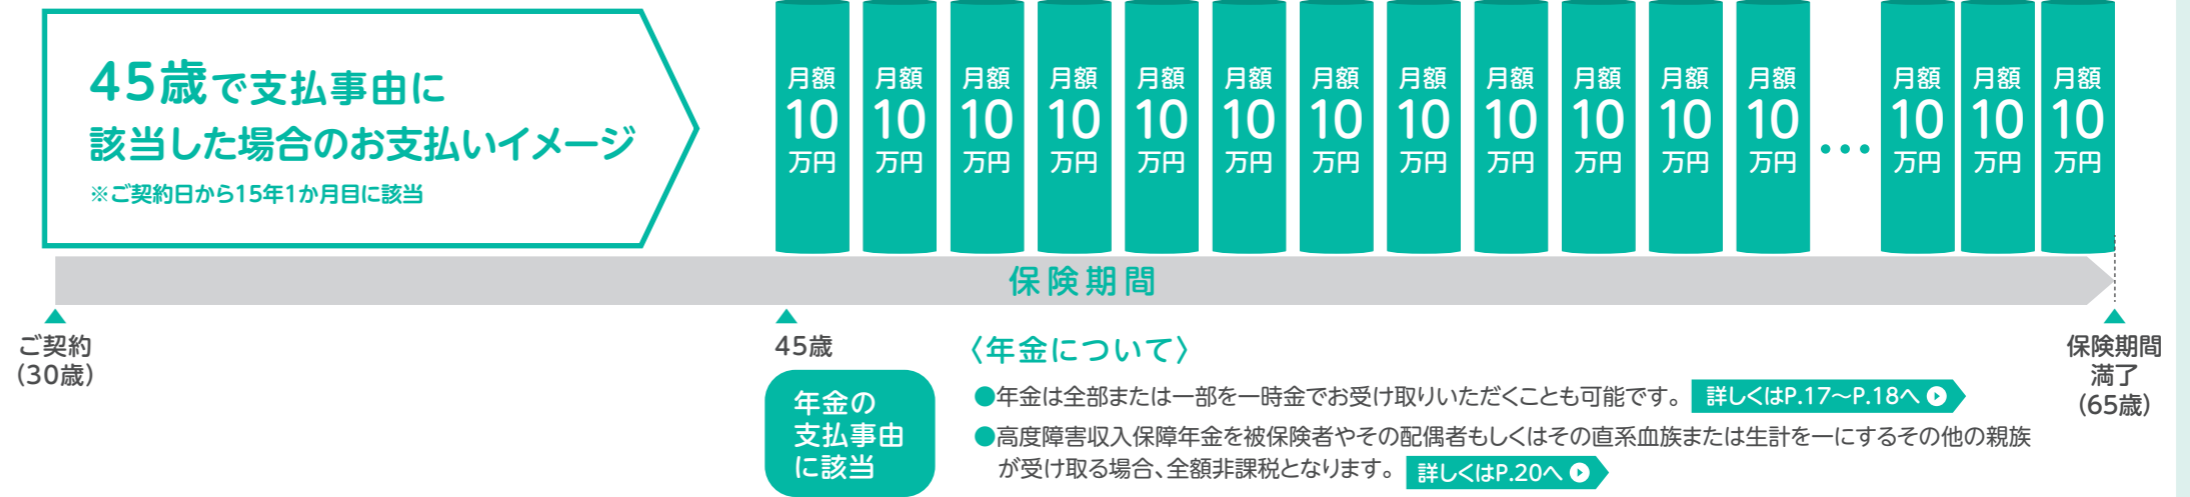 45歳で支払事由に
該当した場合のお支払いイメージ
※ご契約日から15年1か月目に該当
月額 月額 月額 月額 月額 月額 月額 月額 月額 月額 月額 月額 月額 月額 月額
10 10 10 10 10 10 10 10 10 10 10 10 10 10 10
万円 万円 万円 万円 万円 万円 万円 万円 万円 万円 万円 万円 … 万円 万円 万円
保険期間
ご契約
(30歳)
45歳
年金の
支払事由
に該当
〈年金について〉
●年金は全部または一部を一時金でお受け取りいただくことも可能です。 詳しくはP.17~P.18へ
●高度障害収入保障年金を被保険者やその配偶者もしくはその直系血族または生計を一にするその他の親族
が受け取る場合、全額非課税となります。 詳しくはP.20へ
保険期間
満了
(65歳)